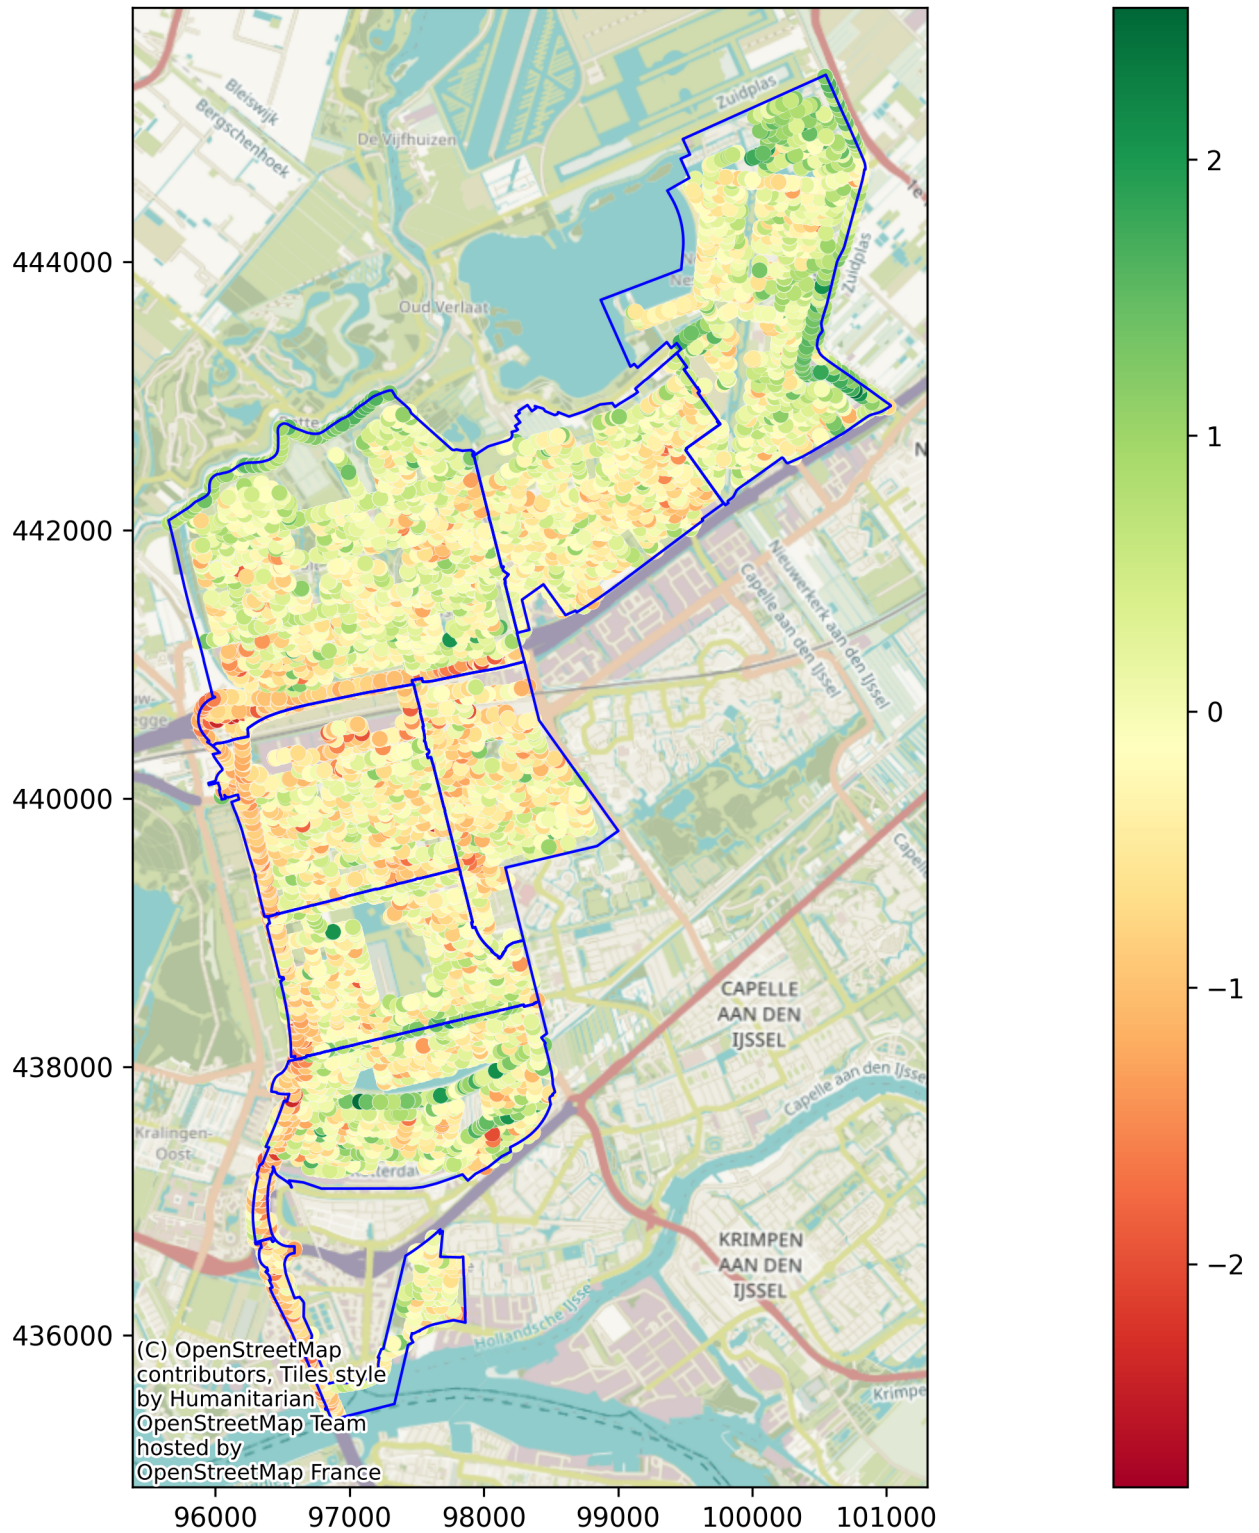 Zuidplas
Bleiswijk
Bergschenhoek
De Vijfhuizen
2
444000
Zuidplas
Oud Verlaat
1
442000
Nieuwerkerk aan den IJssel
Capelle aan den IJssel
0
440000
CAPELLE
AAN DEN
IJSSEL
−1
438000
Capelle aan den IJsse
Kralingen-
Oost
KRIMPEN
AAN DEN
IJSSEL
−2
Hollandsche IJsse
436000
Krimpe
(C) OpenStreetMap
contributors, Tiles style
by Humanitarian
OpenStreetMap Team
hosted by
OpenStreetMap France
96000 97000 98000 99000 100000 101000